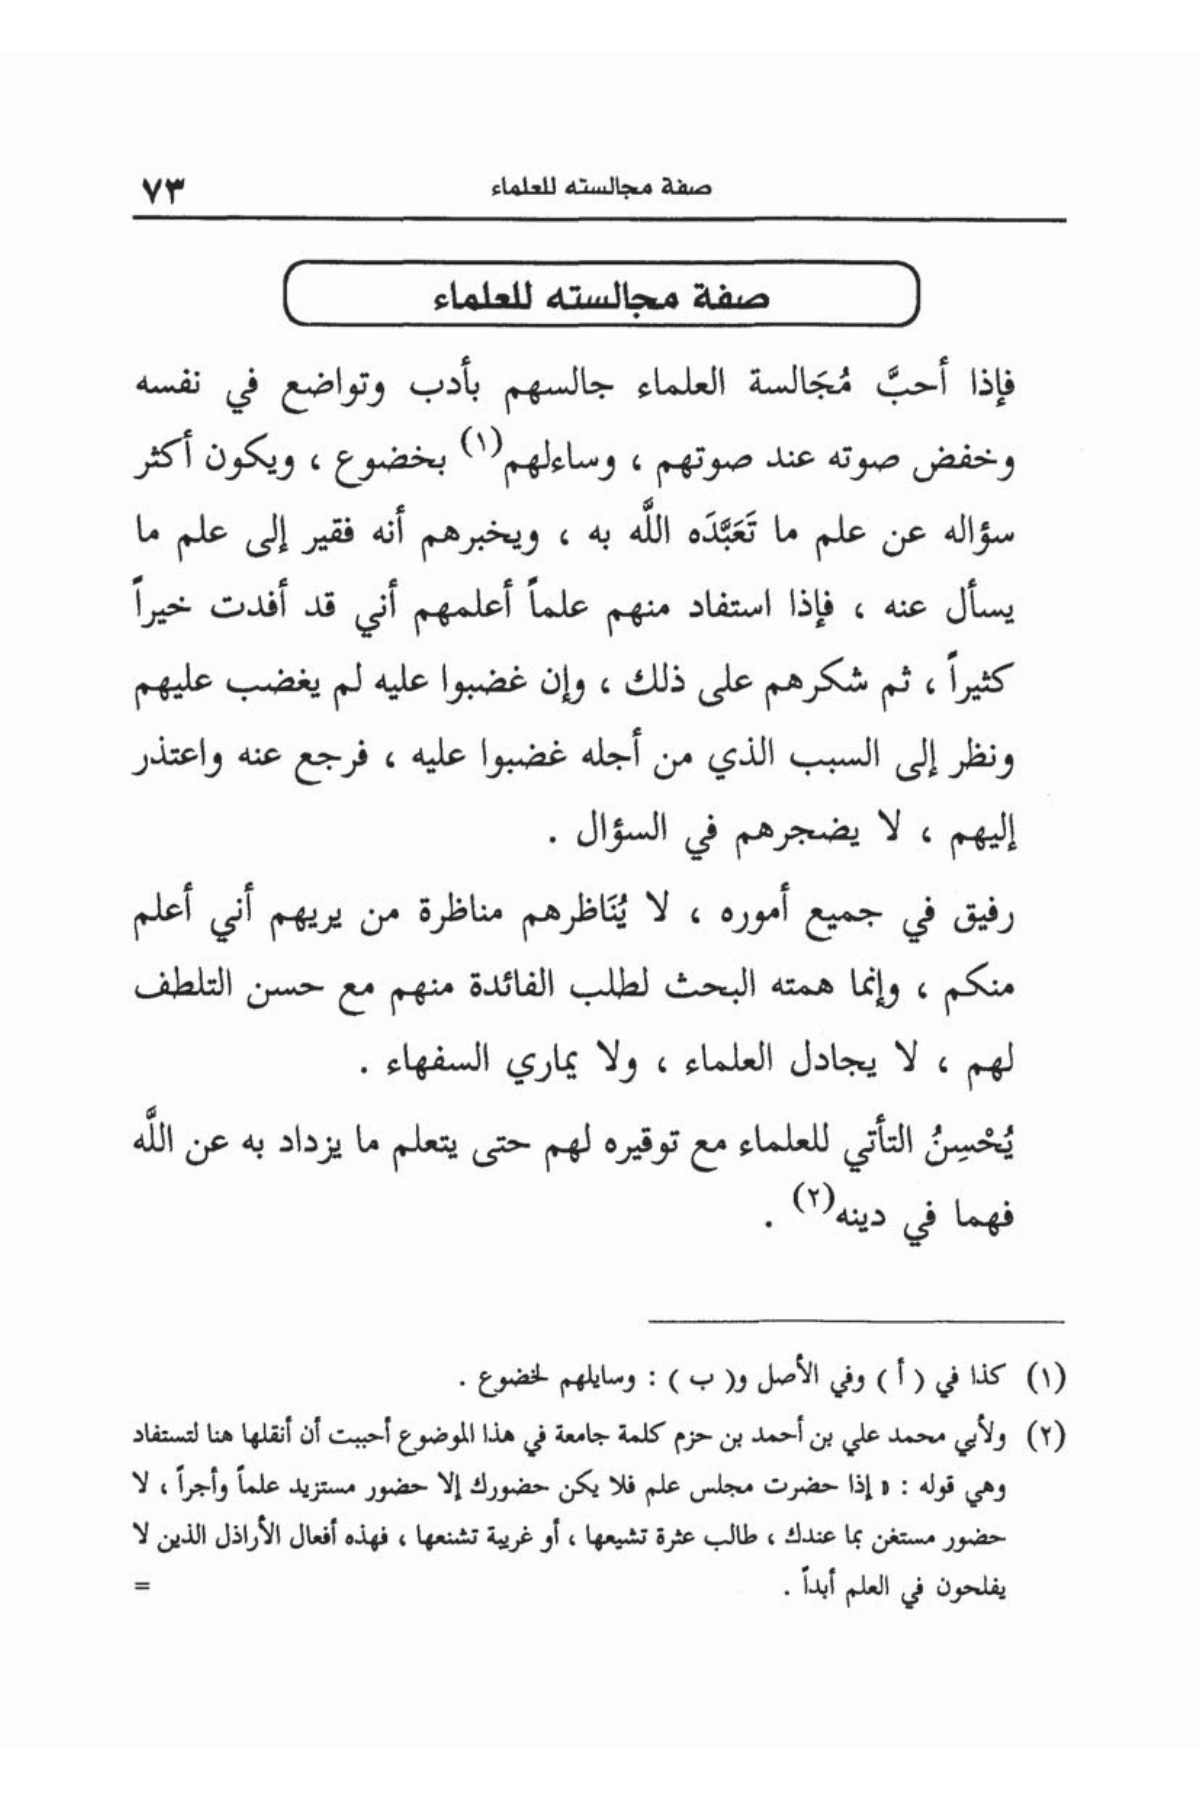 صفة مجالسته للعلماء ٧٣
صفة مجالسته للعلماء
فإذا أحبَّ مُجَالسة العلماء جالسهم بأدب وتواضع في نفسه
وخفض صوته عند صوتهم ، وساءلهم(١) بخضوع ، ويكون أكثر
سؤاله عن علم ما تَعَبَّدَه اللَّه به ، ويخبرهم أنه فقير إلى علم ما
يسأل عنه ، فإذا استفاد منهم علماً أعلمهم أني قد أفدت خيراً
كثيراً ، ثم شكرهم على ذلك ، وإن غضبوا عليه لم يغضب عليهم
ونظر إلى السبب الذي من أجله غضبوا عليه ، فرجع عنه واعتذر
إليهم ، لا يضجرهم في السؤال .
رفيق في جميع أموره ، لا يُنَاظرهم مناظرة من يريهم أني أعلم
منكم ، وإنما همته البحث لطلب الفائدة منهم مع حسن التلطف
لهم ، لا يجادل العلماء ، ولا يماري السفهاء .
يُحْسِنُ التأتي للعلماء مع توقيره لهم حتى يتعلم ما يزداد به عن اللَّه
فهما في دينه(٢) .
(١) كذا في ( أ ) وفي الأصل و( ب ) : وسايلهم لخضوع .
(٢) ولأبي محمد علي بن أحمد بن حزم كلمة جامعة في هذا الموضوع أحببت أن أنقلها هنا لتستفاد
وهي قوله : « إذا حضرت مجلس علم فلا يكن حضورك إلا حضور مستزيد علماً وأجراً ، لا
حضور مستغن بما عندك ، طالب عثرة تشيعها ، أو غريبة تشنعها ، فهذه أفعال الأراذل الذين لا
يفلحون في العلم أبداً . =